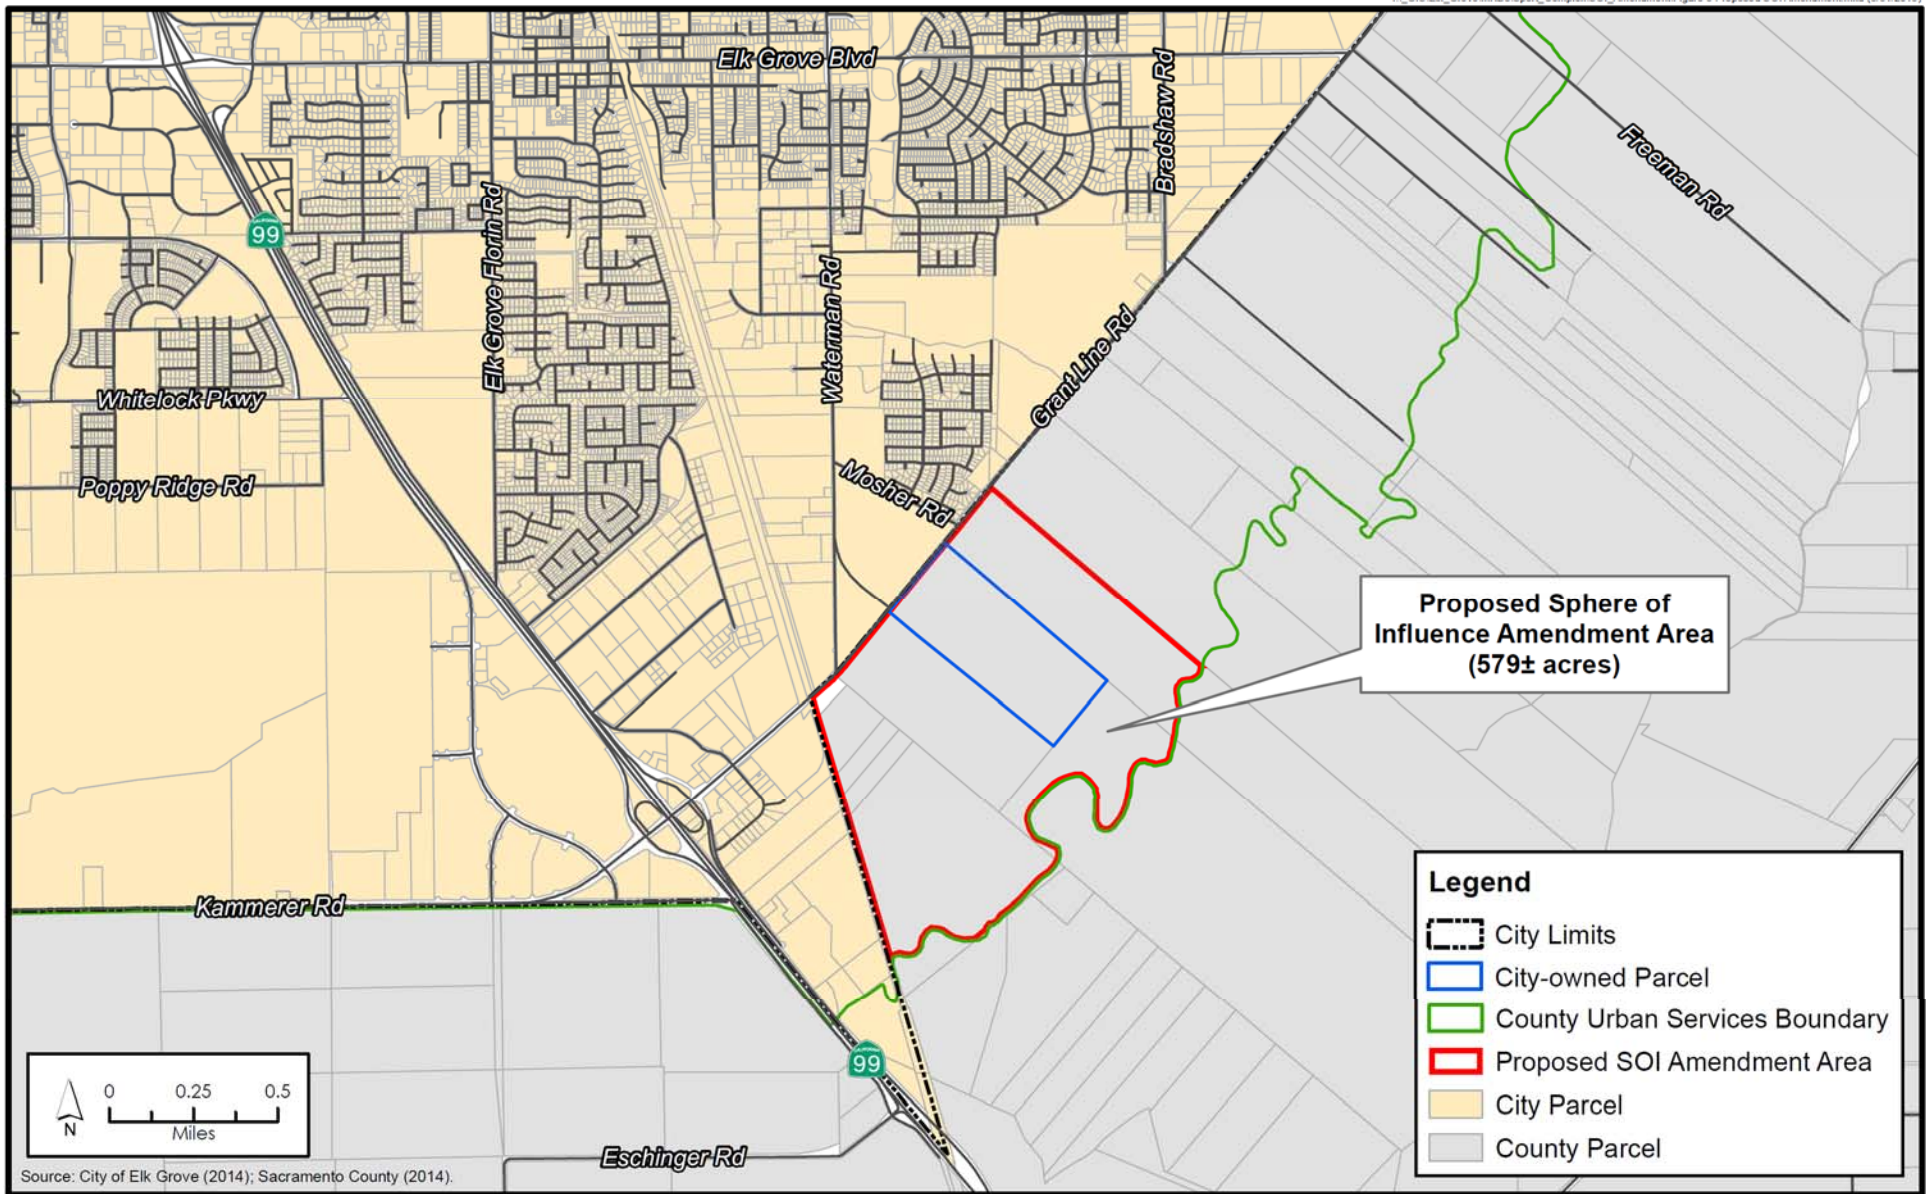 Elk Grove Blvd
Bradshaw Rd
Freeman Rd
CALIFORNIA
99
Elk Grove Florin Rd
Waterman Rd
Grant Line Rd
Whitelock Pkwy
Poppy Ridge Rd
Mosher Rd
Proposed Sphere of
Influence Amendment Area
(579± acres)
Kammerer Rd
CALIFORNIA
99
Eschinger Rd
Legend
City Limits
City-owned Parcel
County Urban Services Boundary
Proposed SOI Amendment Area
City Parcel
County Parcel
N
0 0.25 0.5
Miles
Source: City of Elk Grove (2014); Sacramento County (2014).